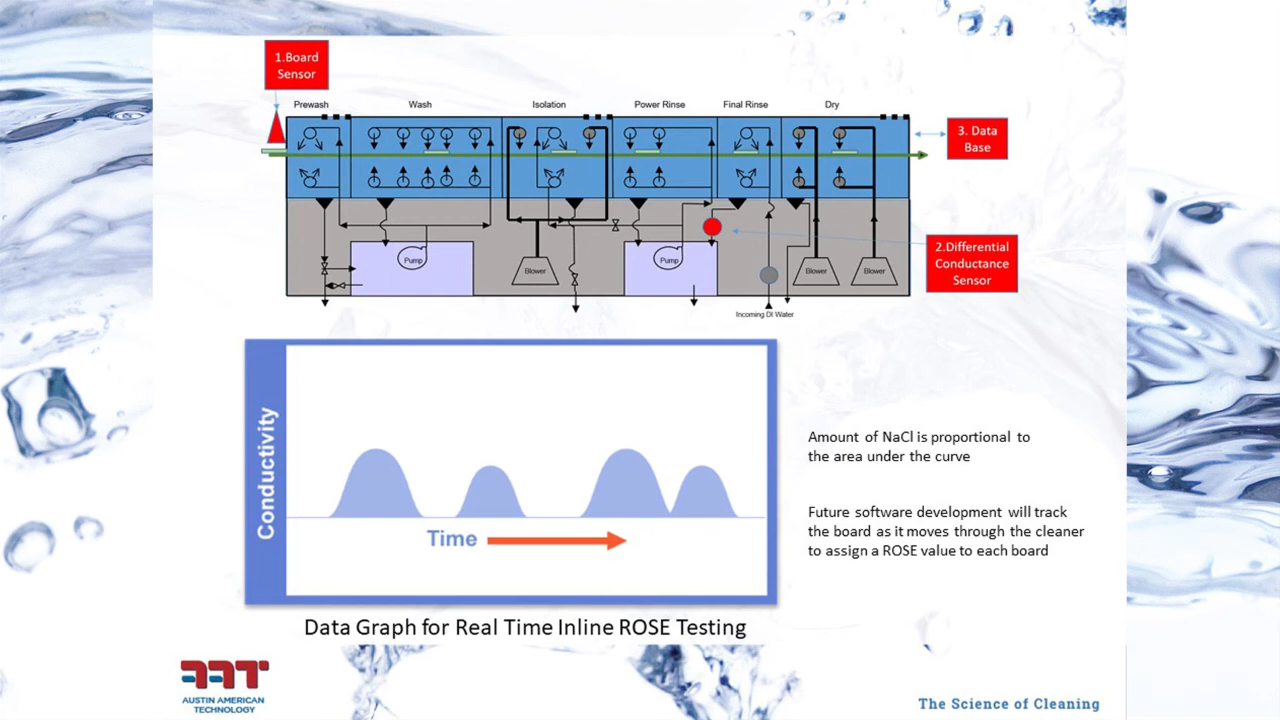 1.Board
Sensor
Prewash
Wash
Isolation
Power Rinse
Final Rinse
Dry
3. Data
Base
2.Differential
Conductance
Sensor
Pump
Blower
Pump
Blower
Blower
Incoming DI Water
Conductivity
Time
Amount of NaCl is proportional to
the area under the curve
Future software development will track
the board as it moves through the cleaner
to assign a ROSE value to each board
Data Graph for Real Time Inline ROSE Testing
AAT
AUSTIN AMERICAN
TECHNOLOGY
The Science of Cleaning